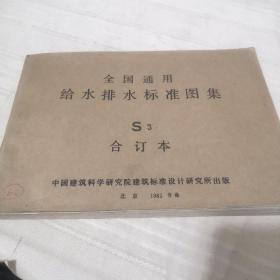 全国通用
给水排水标准图集
S3
合订本
中国建筑科学研究院建筑标准设计研究所出版
北京 1985